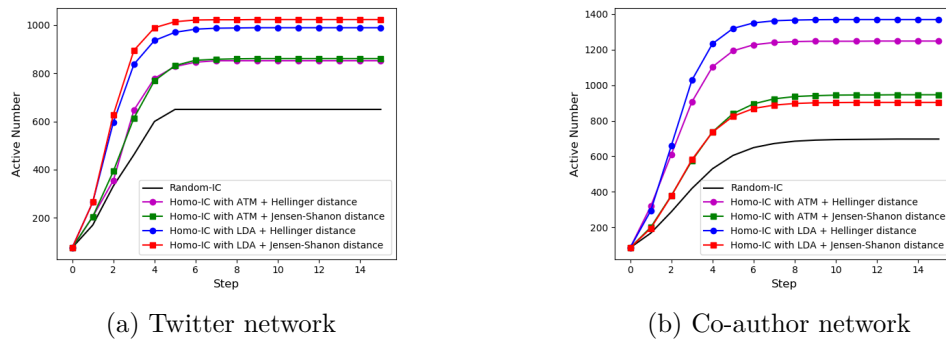 1000
800
600
400
200
Active Number
Random-IC
Homo-IC with ATM + Hellinger distance
Homo-IC with ATM + Jensen-Shanon distance
Homo-IC with LDA + Hellinger distance
Homo-IC with LDA + Jensen-Shanon distance
0 2 4 6 8 10 12 14
Step
(a) Twitter network
1400
1200
1000
800
600
400
200
Active Number
Random-IC
Homo-IC with ATM + Hellinger distance
Homo-IC with ATM + Jensen-Shanon distance
Homo-IC with LDA + Hellinger distance
Homo-IC with LDA + Jensen-Shanon distance
0 2 4 6 8 10 12 14
Step
(b) Co-author network